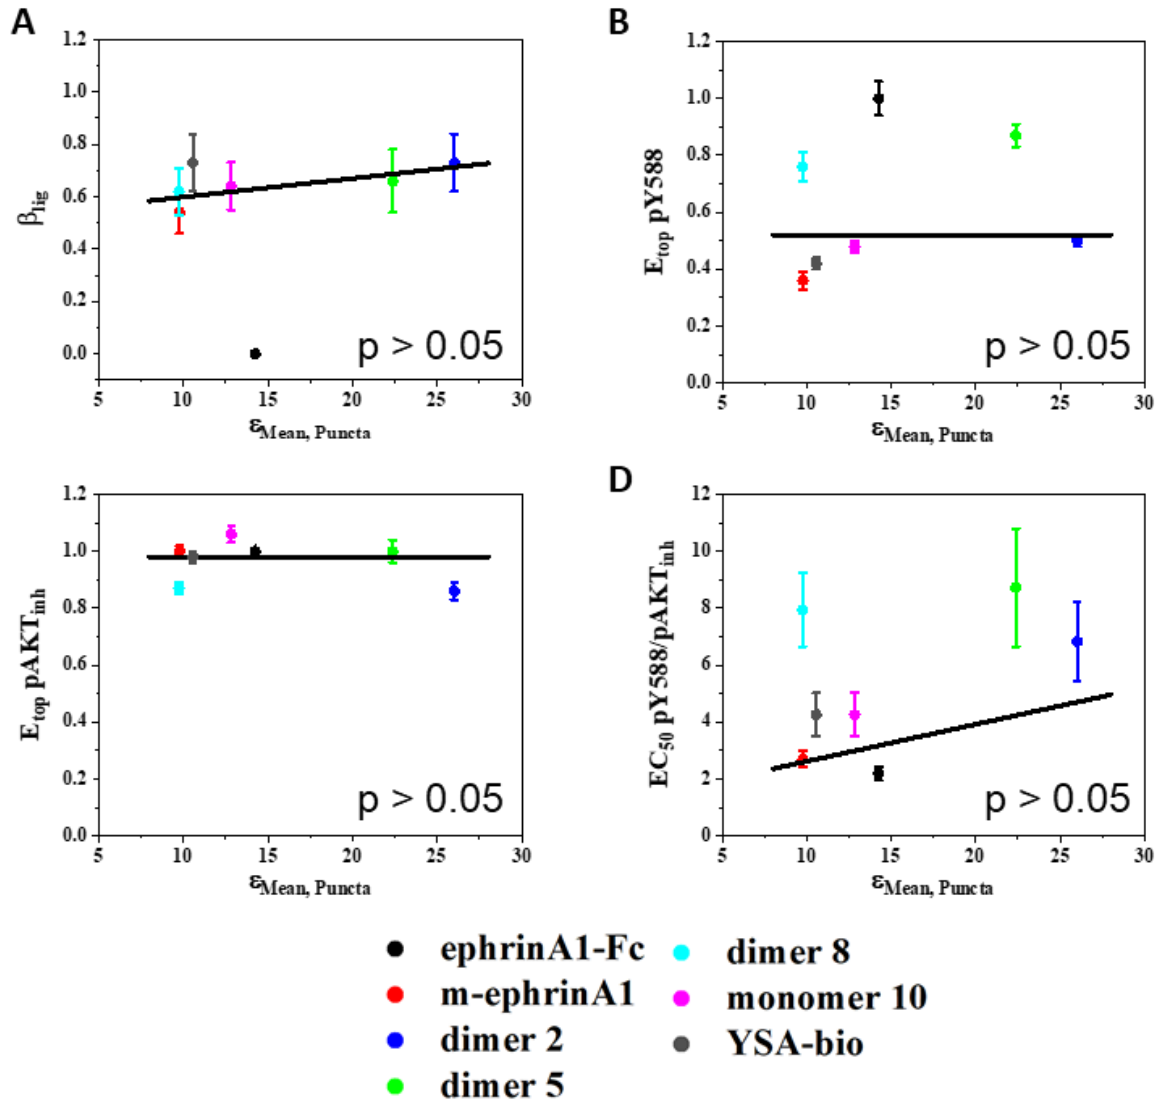 A
1.2
1.0
0.8
0.6
0.4
0.2
0.0
βlig
p > 0.05
5 10 15 20 25 30
εMean, Puncta
B
1.2
1.0
0.8
0.6
0.4
0.2
0.0
Etop pY588
p > 0.05
5 10 15 20 25 30
εMean, Puncta
1.2
1.0
0.8
0.6
0.4
0.2
0.0
Etop pAKTinh
p > 0.05
5 10 15 20 25 30
εMean, Puncta
D
12
10
8
6
4
2
0
EC50 pY588/pAKTinh
p > 0.05
5 10 15 20 25 30
εMean, Puncta
ephrinA1-Fc
m-ephrinA1
dimer 2
dimer 5
dimer 8
monomer 10
YSA-bio